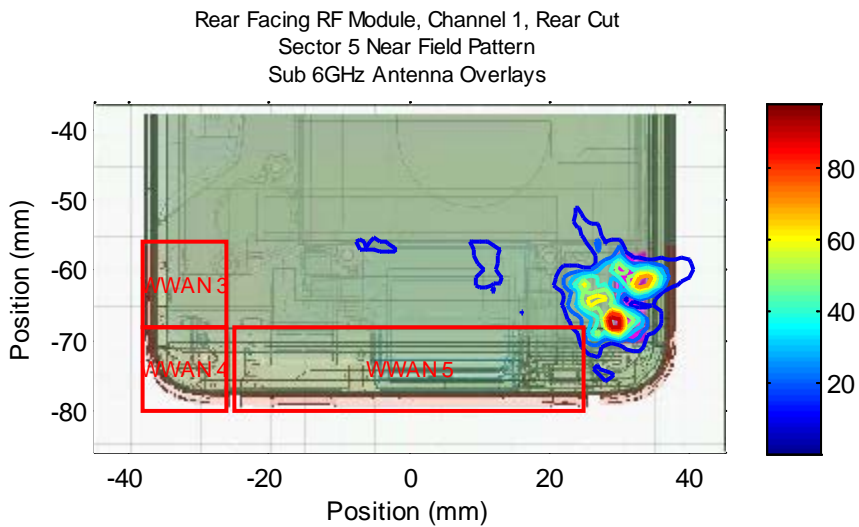 Rear Facing RF Module, Channel 1, Rear Cut
Sector 5 Near Field Pattern
Sub 6GHz Antenna Overlays
-40
-50
-60
-70
-80
Position (mm)
WWAN 3
WWAN 4
WWAN 5
80
60
40
20
-40
-20
0
20
40
Position (mm)